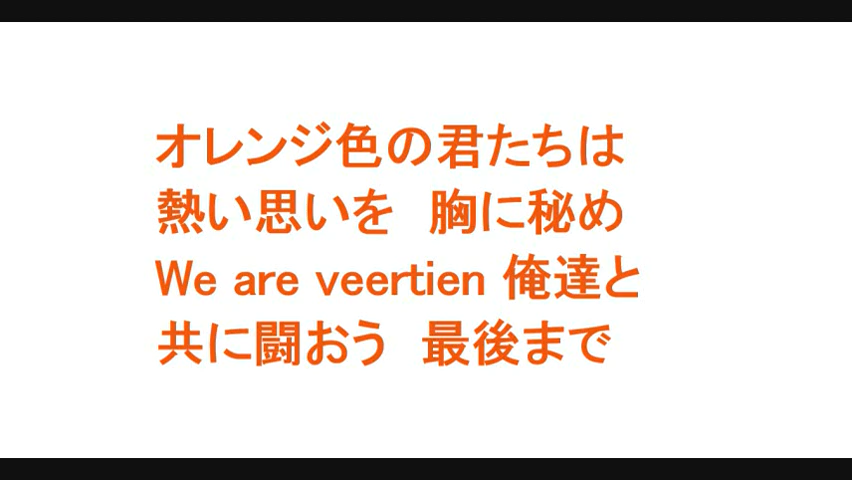 オレンジ色の君たちは
熱い思いを　胸に秘め
We are veertien 俺達と
共に闘おう　最後まで